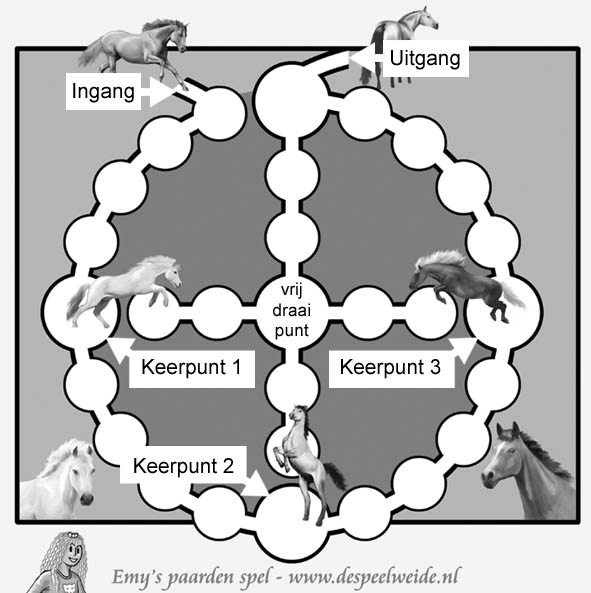 Uitgang
Ingang
vrij
draai
punt
Keerpunt 1
Keerpunt 3
Keerpunt 2
Emy's paarden spel - www.despeelweide.nl